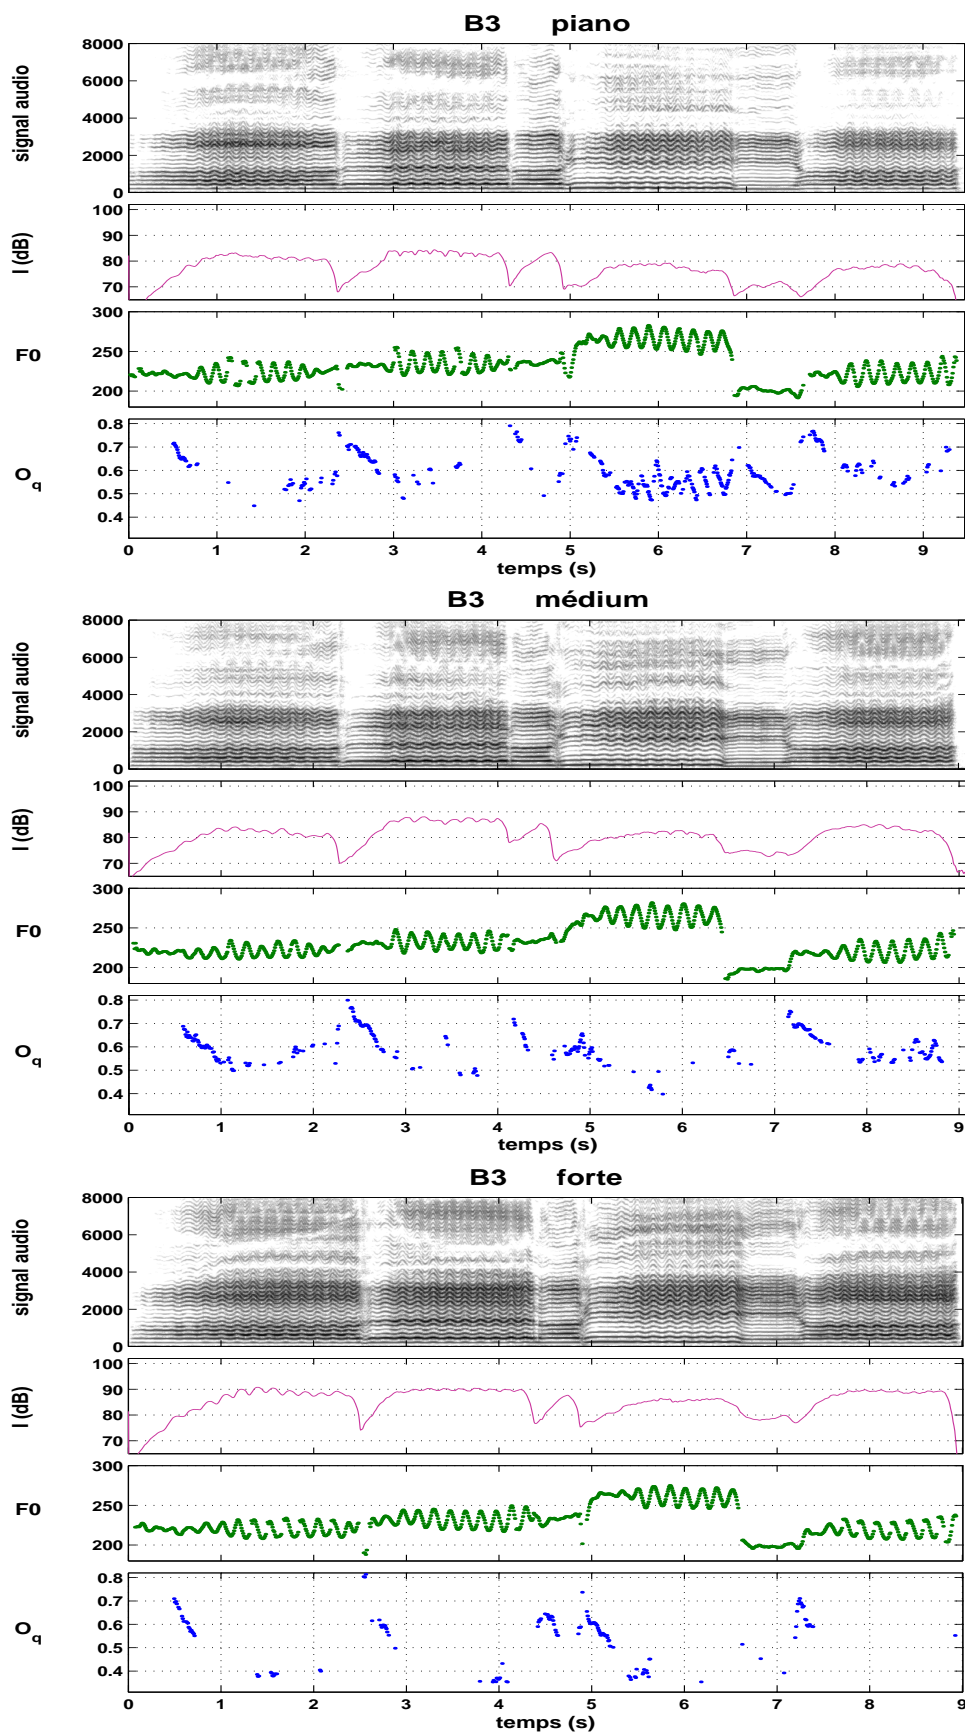 B3 piano
8000
6000
4000
2000
0
signal audio
100
90
80
70
I (dB)
300
250
200
F0
0.8
0.7
0.6
0.5
0.4
Oq
0 1 2 3 4 5 6 7 8 9
temps (s)
B3 médium
8000
6000
4000
2000
0
signal audio
100
90
80
70
I (dB)
300
250
200
F0
0.8
0.7
0.6
0.5
0.4
Oq
0 1 2 3 4 5 6 7 8 9
temps (s)
B3 forte
8000
6000
4000
2000
0
signal audio
100
90
80
70
I (dB)
300
250
200
F0
0.8
0.7
0.6
0.5
0.4
Oq
0 1 2 3 4 5 6 7 8 9
temps (s)